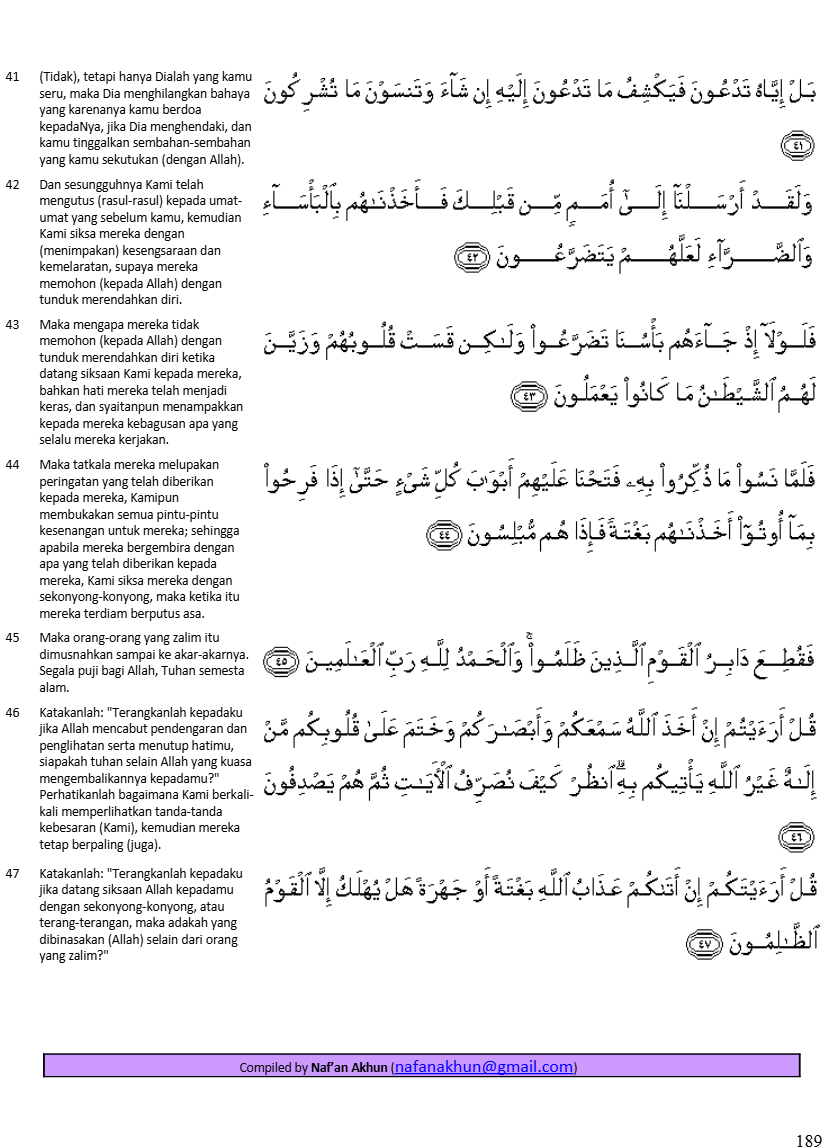 41 (Tidak), tetapi hanya Dialah yang kamu
seru, maka Dia menghilangkan bahaya
yang karenanya kamu berdoa
kepadaNya, jika Dia menghendaki, dan
kamu tinggalkan sembahan-sembahan
yang kamu sekutukan (dengan Allah).
بَلْ إِيَّاهُ تَدْعُونَ فَيَكْشِفُ مَا تَدْعُونَ إِلَيْهِ إِن شَآءَ وَتَنسَوْنَ مَا تُشْرِكُونَ
٤١
42 Dan sesungguhnya Kami telah
mengutus (rasul-rasul) kepada umat-
umat yang sebelum kamu, kemudian
Kami siksa mereka dengan
(menimpakan) kesengsaraan dan
kemelaratan, supaya mereka
memohon (kepada Allah) dengan
tunduk merendahkan diri.
وَلَقَدْ أَرْسَلْنَآ إِلَىٰٓ أُمَمٍ مِّن قَبْلِكَ فَأَخَذْنَـٰهُم بِٱلْبَأْسَآءِ
وَٱلضَّرَّآءِ لَعَلَّهُمْ يَتَضَرَّعُونَ ٤٢
43 Maka mengapa mereka tidak
memohon (kepada Allah) dengan
tunduk merendahkan diri ketika
datang siksaan Kami kepada mereka,
bahkan hati mereka telah menjadi
keras, dan syaitanpun menampakkan
kepada mereka kebagusan apa yang
selalu mereka kerjakan.
فَلَوْلَآ إِذْ جَآءَهُم بَأْسُنَا تَضَرَّعُوا۟ وَلَـٰكِن قَسَتْ قُلُوبُهُمْ وَزَيَّنَ
لَهُمُ ٱلشَّيْطَـٰنُ مَا كَانُوا۟ يَعْمَلُونَ ٤٣
44 Maka tatkala mereka melupakan
peringatan yang telah diberikan
kepada mereka, Kamipun
membukakan semua pintu-pintu
kesenangan untuk mereka; sehingga
apabila mereka bergembira dengan
apa yang telah diberikan kepada
mereka, Kami siksa mereka dengan
sekonyong-konyong, maka ketika itu
mereka terdiam berputus asa.
فَلَمَّا نَسُوا۟ مَا ذُكِّرُوا۟ بِهِۦ فَتَحْنَا عَلَيْهِمْ أَبْوَٰبَ كُلِّ شَىْءٍ حَتَّىٰٓ إِذَا فَرِحُوا۟
بِمَآ أُوتُوٓا۟ أَخَذْنَـٰهُم بَغْتَةً فَإِذَا هُم مُّبْلِسُونَ ٤٤
45 Maka orang-orang yang zalim itu
dimusnahkan sampai ke akar-akarnya.
Segala puji bagi Allah, Tuhan semesta
alam.
فَقُطِعَ دَابِرُ ٱلْقَوْمِ ٱلَّذِينَ ظَلَمُوا۟ ۚ وَٱلْحَمْدُ لِلَّهِ رَبِّ ٱلْعَـٰلَمِينَ ٤٥
46 Katakanlah: "Terangkanlah kepadaku
jika Allah mencabut pendengaran dan
penglihatan serta menutup hatimu,
siapakah tuhan selain Allah yang kuasa
mengembalikannya kepadamu?"
Perhatikanlah bagaimana Kami berkali-
kali memperlihatkan tanda-tanda
kebesaran (Kami), kemudian mereka
tetap berpaling (juga).
قُلْ أَرَءَيْتُمْ إِنْ أَخَذَ ٱللَّهُ سَمْعَكُمْ وَأَبْصَـٰرَكُمْ وَخَتَمَ عَلَىٰ قُلُوبِكُم مَّنْ
إِلَـٰهٌ غَيْرُ ٱللَّهِ يَأْتِيكُم بِهِ ۗ ٱنظُرْ كَيْفَ نُصَرِّفُ ٱلْـَٔايَـٰتِ ثُمَّ هُمْ يَصْدِفُونَ
٤٦
47 Katakanlah: "Terangkanlah kepadaku
jika datang siksaan Allah kepadamu
dengan sekonyong-konyong, atau
terang-terangan, maka adakah yang
dibinasakan (Allah) selain dari orang
yang zalim?"
قُلْ أَرَءَيْتَكُمْ إِنْ أَتَىٰكُمْ عَذَابُ ٱللَّهِ بَغْتَةً أَوْ جَهْرَةً هَلْ يُهْلَكُ إِلَّا ٱلْقَوْمُ
ٱلظَّـٰلِمُونَ ٤٧
Compiled by Naf’an Akhun (nafanakhun@gmail.com)
189